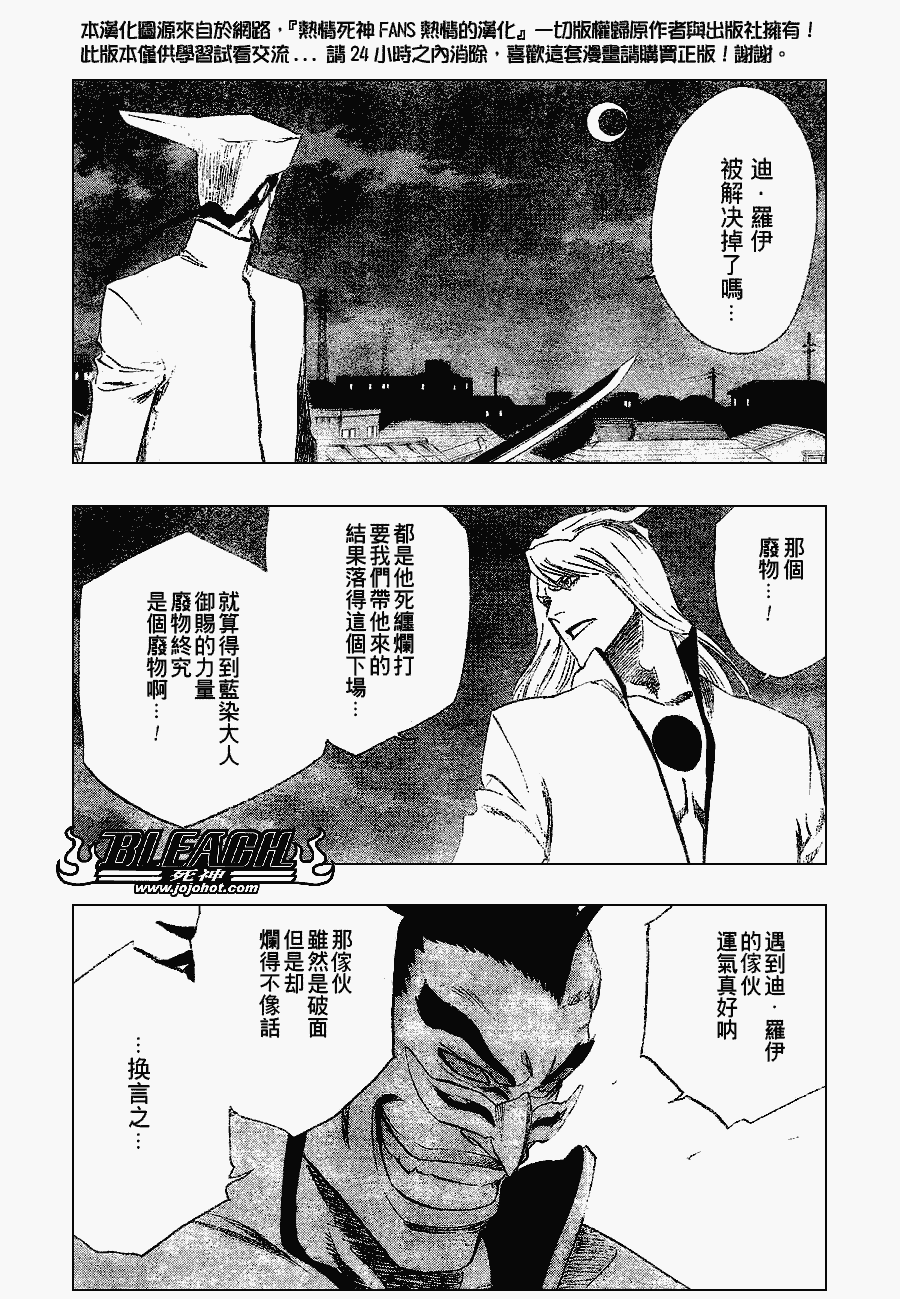 本漢化圖源來自於網路，『熱情死神 FANS 熱情的漢化』一切版權歸原作者與出版社擁有！
此版本僅供學習試看交流... 請 24 小時之內消除，喜歡這套漫畫請購買正版！謝謝。
迪．羅伊
被解决掉了嗎…
那個
廢物…！
都是他死纏爛打
要我們帶他來的
結果落得這個下場…
就算得到藍染大人
御賜的力量
廢物終究
是個廢物啊…！
BLEACH
死神
www.jojohot.com
遇到迪．羅伊
的傢伙
運氣真好吶
那傢伙
雖然是破面
但是却
爛得不像話
…換言之…